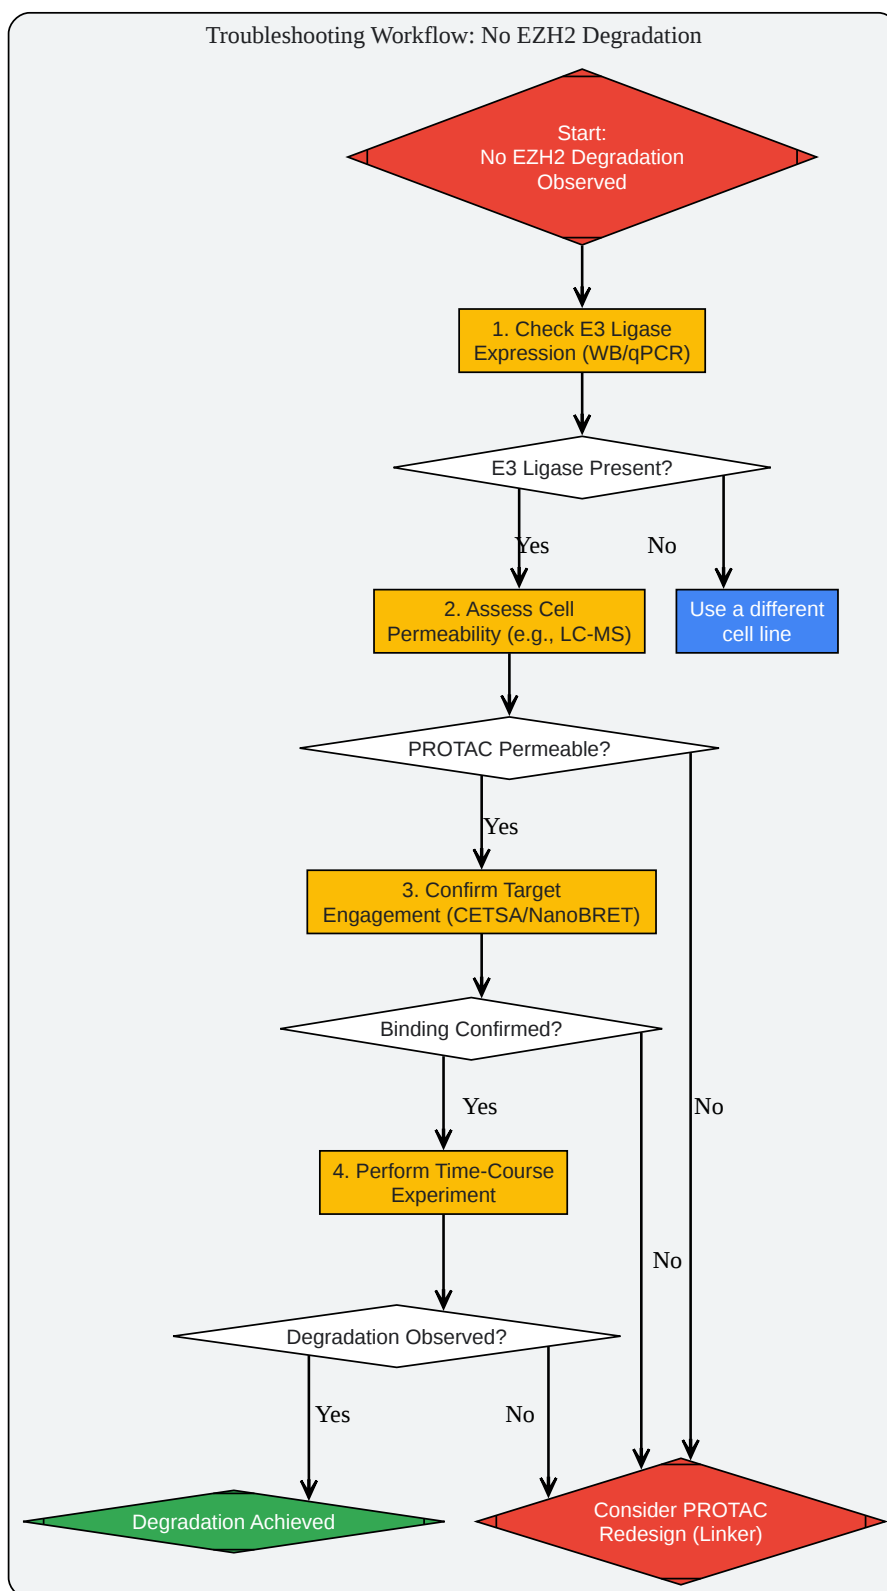 Troubleshooting Workflow: No EZH2 Degradation
Start:
No EZH2 Degradation
Observed
1. Check E3 Ligase
Expression (WB/qPCR)
E3 Ligase Present?
Yes
No
2. Assess Cell
Permeability (e.g., LC-MS)
Use a different
cell line
PROTAC Permeable?
Yes
3. Confirm Target
Engagement (CETSA/NanoBRET)
Binding Confirmed?
Yes
No
4. Perform Time-Course
Experiment
No
Degradation Observed?
Yes
No
Degradation Achieved
Consider PROTAC
Redesign (Linker)